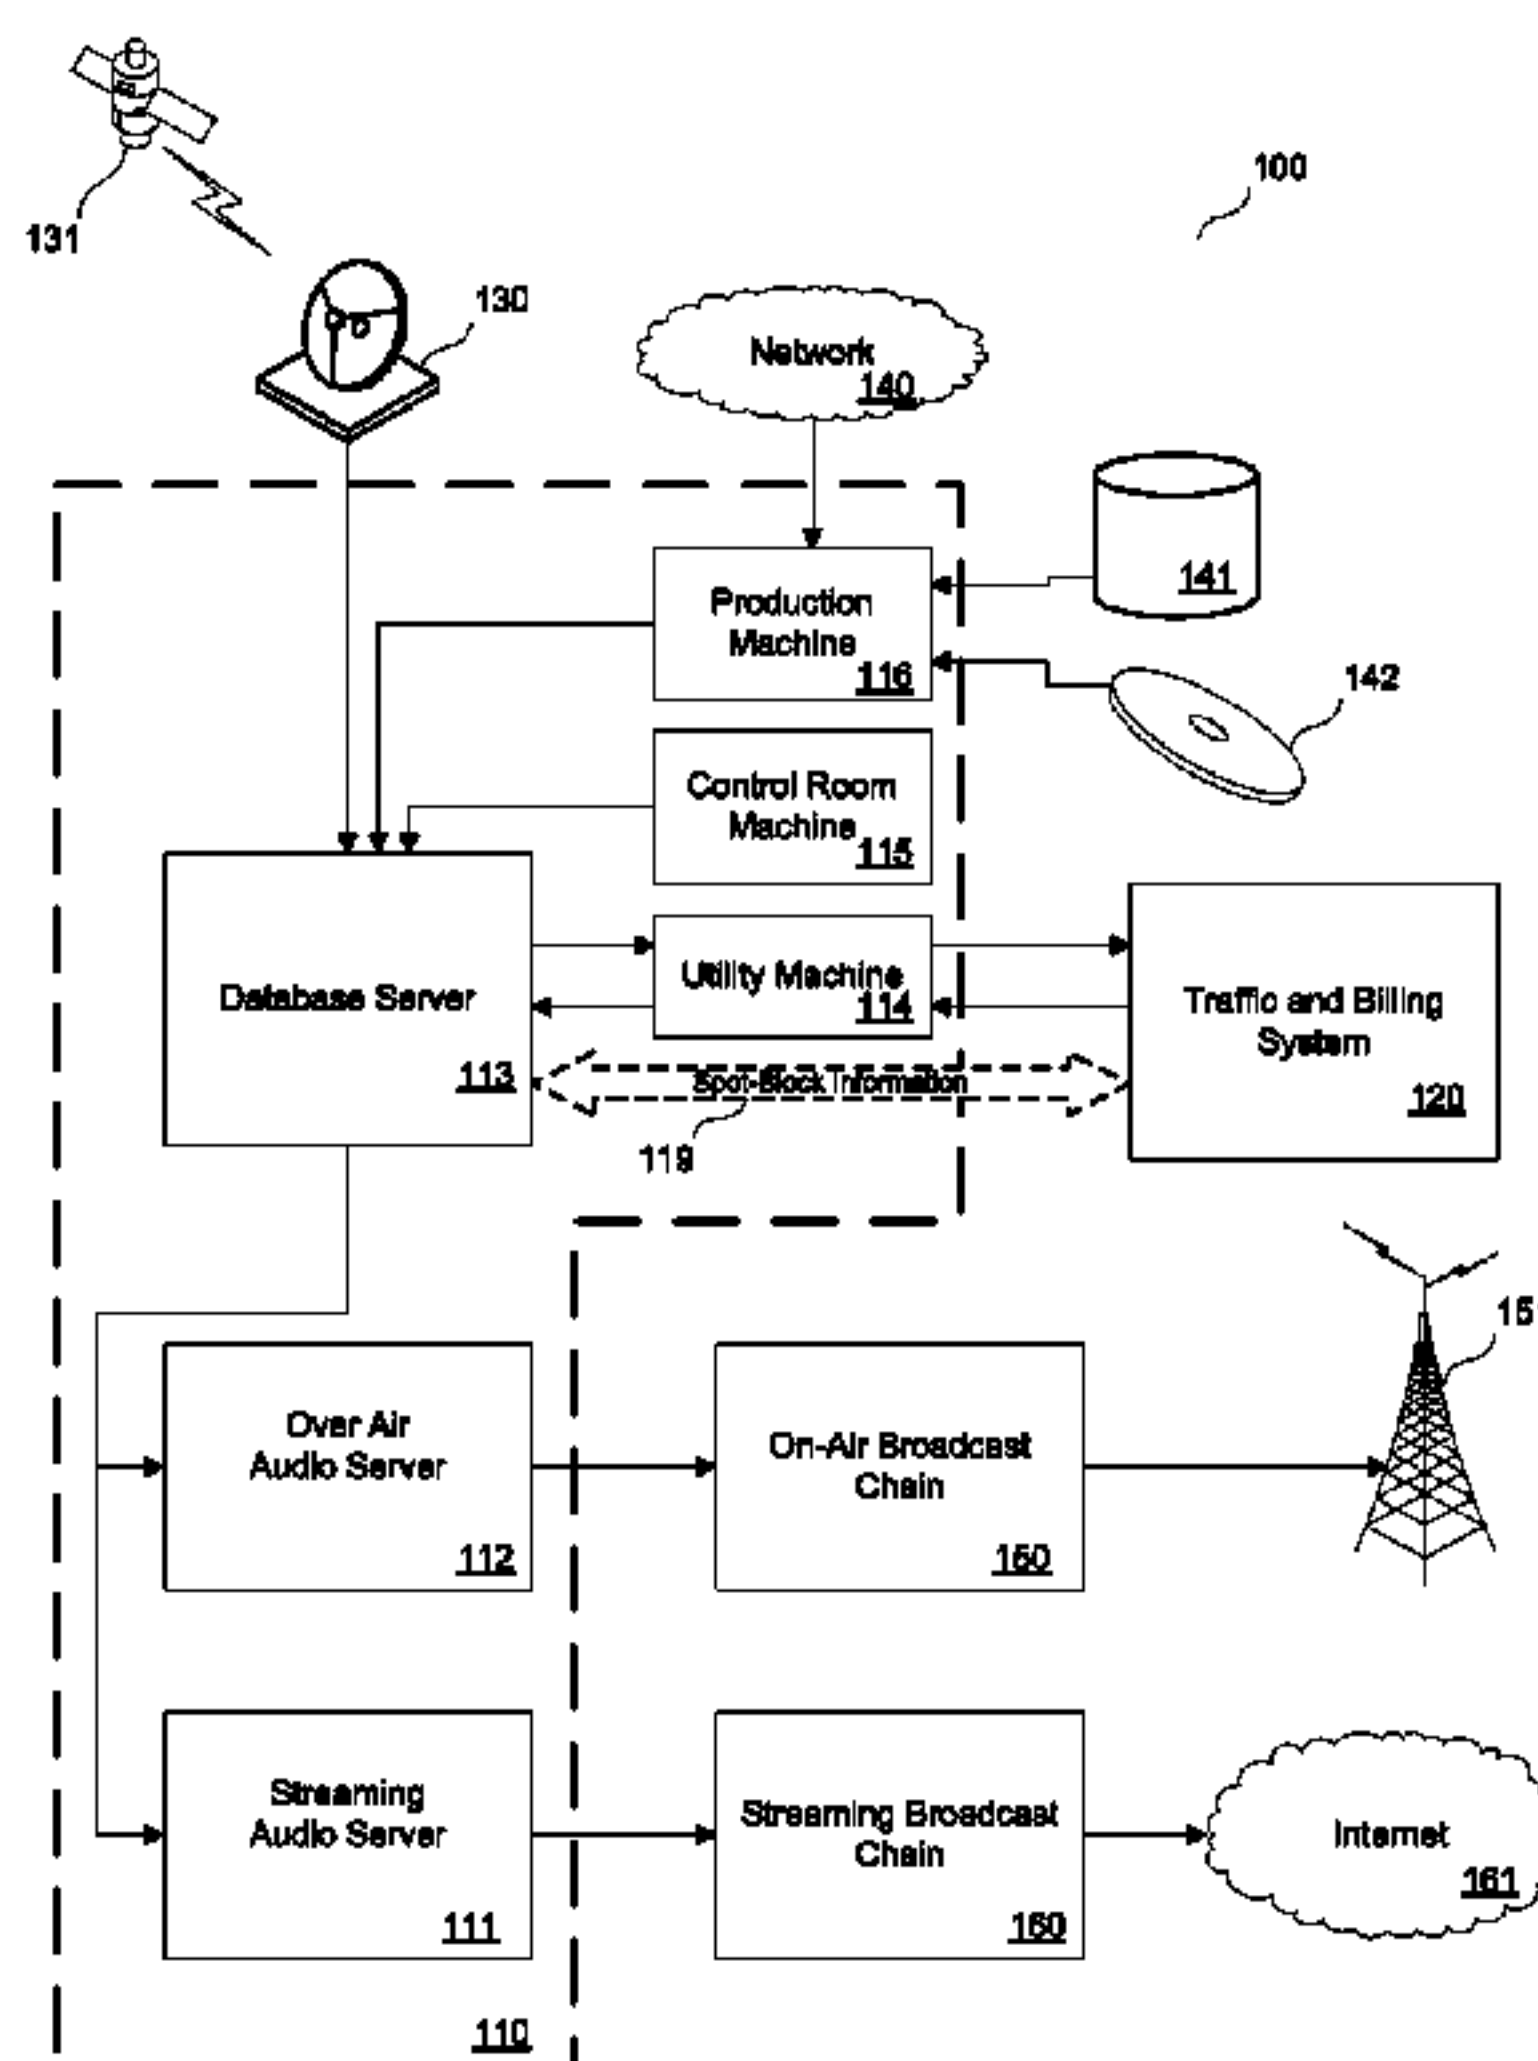 131
100
130
Network
140
141
Production
Machine
116
142
Control Room
Machine
115
Utility Machine
114
Database Server
113
Traffic and Billing
System
120
Spot-Block Information
119
Over Air
Audio Server
112
On-Air Broadcast
Chain
150
15
Streaming
Audio Server
111
Streaming Broadcast
Chain
160
Internet
161
110